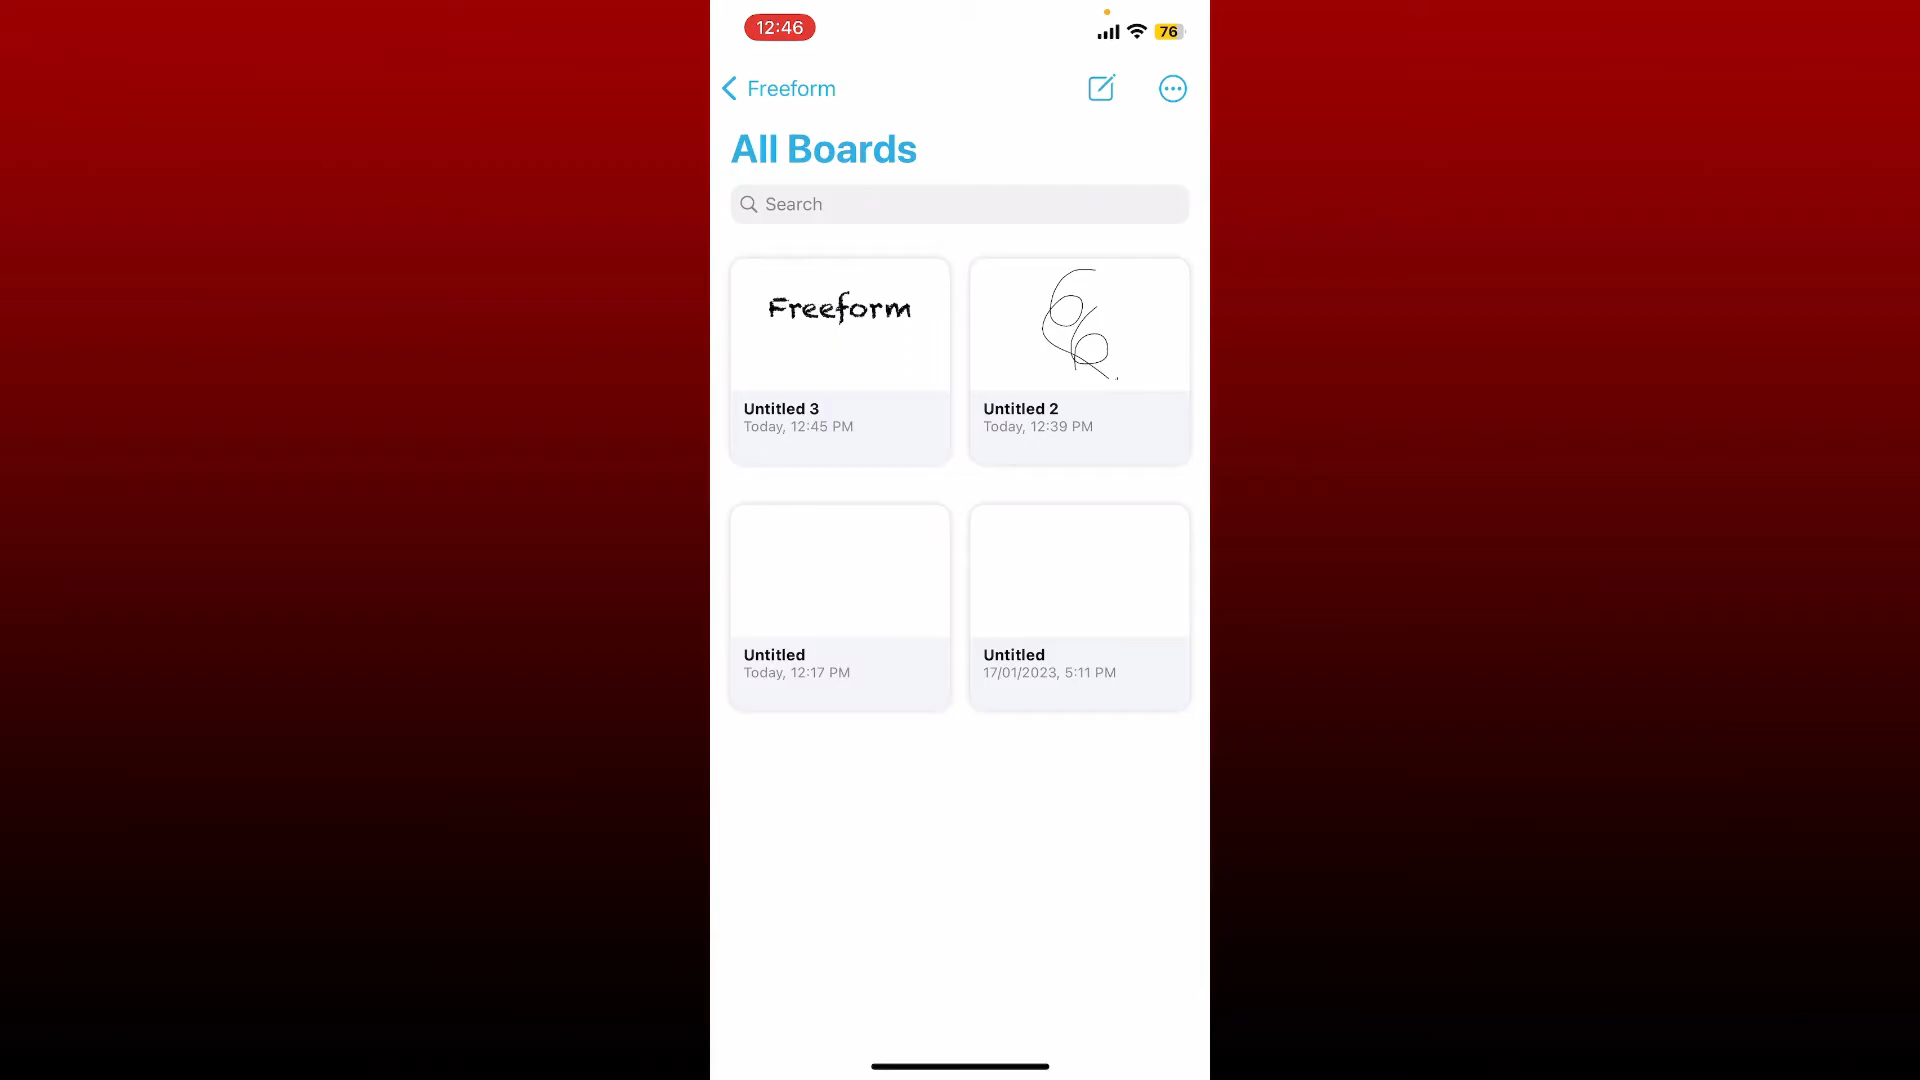 12:46
76
Freeform
All Boards
Search
Freeform
Untitled 3
Today, 12:45 PM
Untitled 2
Today, 12:39 PM
Untitled
Today, 12:17 PM
Untitled
17/01/2023, 5:11 PM